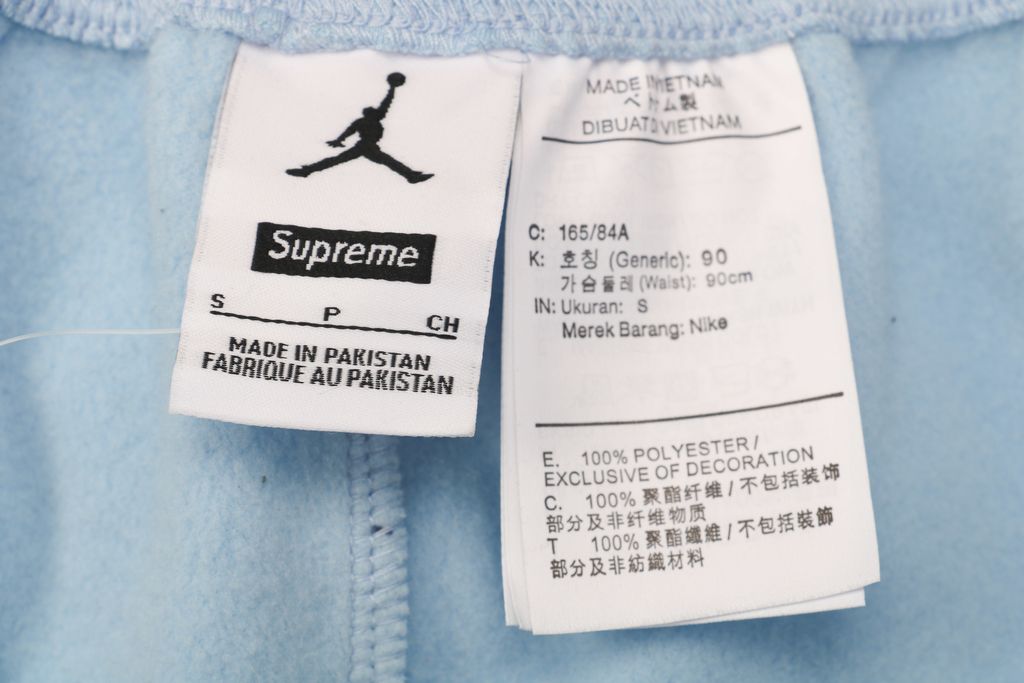 Supreme
S P CH
MADE IN PAKISTAN
FABRIQUE AU PAKISTAN
MADE IN VIETNAM
ベ ナム製
DIBUAT DI VIETNAM
C: 165/84A
K: 호칭 (Generic): 90
가슴둘레 (Waist): 90cm
IN: Ukuran: S
Merek Barang: Nike
E. 100% POLYESTER /
EXCLUSIVE OF DECORATION
C. 100% 聚酯纤维 / 不包括装饰
部分及非纤维物质
T 100% 聚酯纖維 / 不包括裝飾
部分及非紡織材料